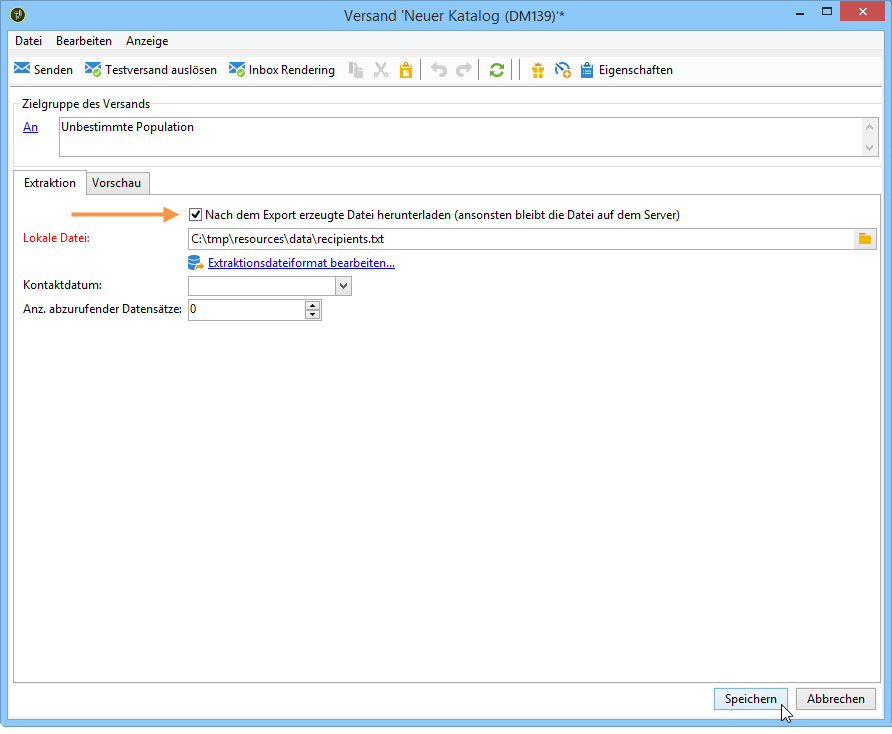 Versand 'Neuer Katalog (DM139)'*
Datei Bearbeiten Anzeige
Senden Testversand auslösen Inbox Rendering Eigenschaften
Zielgruppe des Versands
An Unbestimmte Population
Extraktion Vorschau
Nach dem Export erzeugte Datei herunterladen (ansonsten bleibt die Datei auf dem Server)
Lokale Datei: C:\tmp\resources\data\recipients.txt
Extraktionsdateiformat bearbeiten...
Kontaktdatum:
Anz. abzurufender Datensätze: 0
Speichern Abbrechen